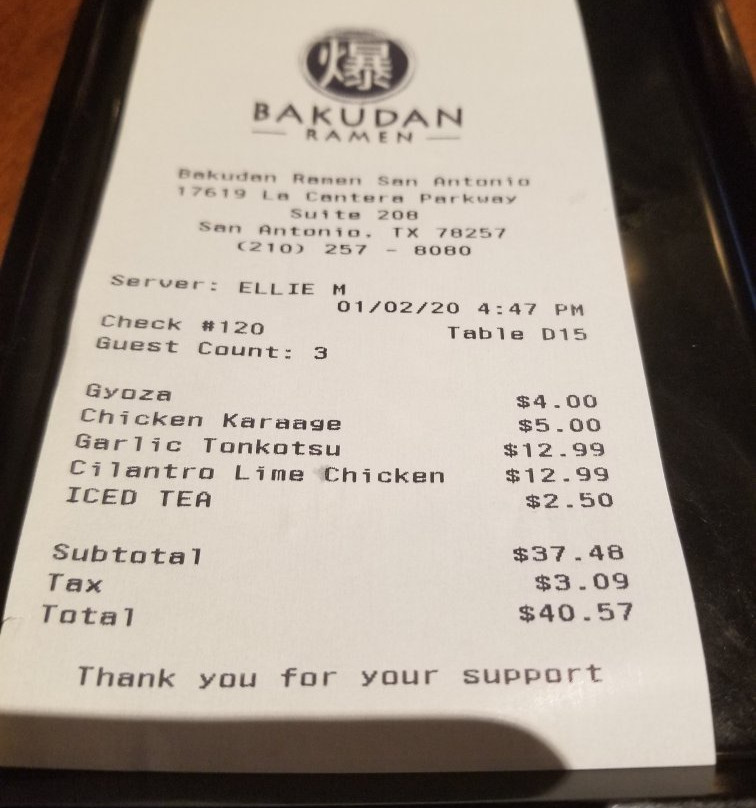 爆
BAKUDAN
RAMEN
Bakudan Ramen San Antonio
17619 La Cantera Parkway
Suite 208
San Antonio, TX 78257
(210) 257 - 8080
Server: ELLIE M
01/02/20 4:47 PM
Check #120 Table D15
Guest Count: 3
Gyoza $4.00
Chicken Karaage $5.00
Garlic Tonkotsu $12.99
Cilantro Lime Chicken $12.99
ICED TEA $2.50
Subtotal $37.48
Tax $3.09
Total $40.57
Thank you for your support